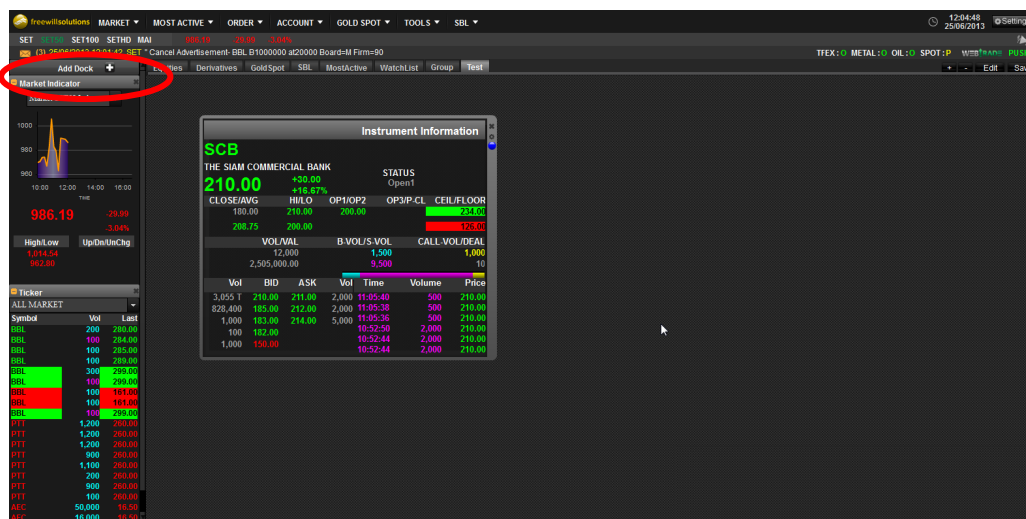 freewillsolutions MARKET ▼ MOST ACTIVE ▼ ORDER ▼ ACCOUNT ▼ GOLD SPOT ▼ TOOLS ▼ SBL ▼ 12:04:48 25/06/2013 Setting
SET SET50 SET100 SETHD MAI 986.19 -29.99 -3.04%
(3) 25/06/2013 12:01:42 SET * Cancel Advertisement- BBL B1000000 at20000 Board=M Firm=90 TFEX : O METAL : O OIL : O SPOT : P WEBTRADE PUSH
Add Dock Equities Derivatives GoldSpot SBL MostActive WatchList Group Test + - Edit Sav
Market Indicator
1000
980
960
10:00 12:00 14:00 16:00
TIME
986.19 -29.99
-3.04%
High/Low Up/Dn/UnChg
1,014.54
962.80
Ticker
ALL MARKET
Symbol Vol Last
BBL 200 280.00
BBL 100 284.00
BBL 100 285.00
BBL 100 289.00
BBL 300 299.00
BBL 100 299.00
BBL 100 161.00
BBL 100 161.00
BBL 100 299.00
PTT 1,200 260.00
PTT 1,200 260.00
PTT 1,200 260.00
PTT 900 260.00
PTT 1,100 260.00
PTT 200 260.00
PTT 900 260.00
PTT 100 260.00
AEC 50,000 16.50
AEC 16,000 16.50
Instrument Information
SCB
THE SIAM COMMERCIAL BANK
STATUS
210.00 +30.00 Open1
+16.67%
CLOSE/AVG HI/LO OP1/OP2 OP3/P-CL CEIL/FLOOR
180.00 210.00 200.00 234.00
208.75 200.00 126.00
VOL/VAL B-VOL/S-VOL CALL-VOL/DEAL
12,000 1,500 1,000
2,505,000.00 9,500 10
Vol BID ASK Vol Time Volume Price
3,055 T 210.00 211.00 2,000 11:05:40 500 210.00
828,400 185.00 212.00 2,000 11:05:38 500 210.00
1,000 183.00 214.00 5,000 11:05:36 500 210.00
100 182.00 10:52:50 2,000 210.00
1,000 150.00 10:52:44 2,000 210.00
10:52:44 2,000 210.00